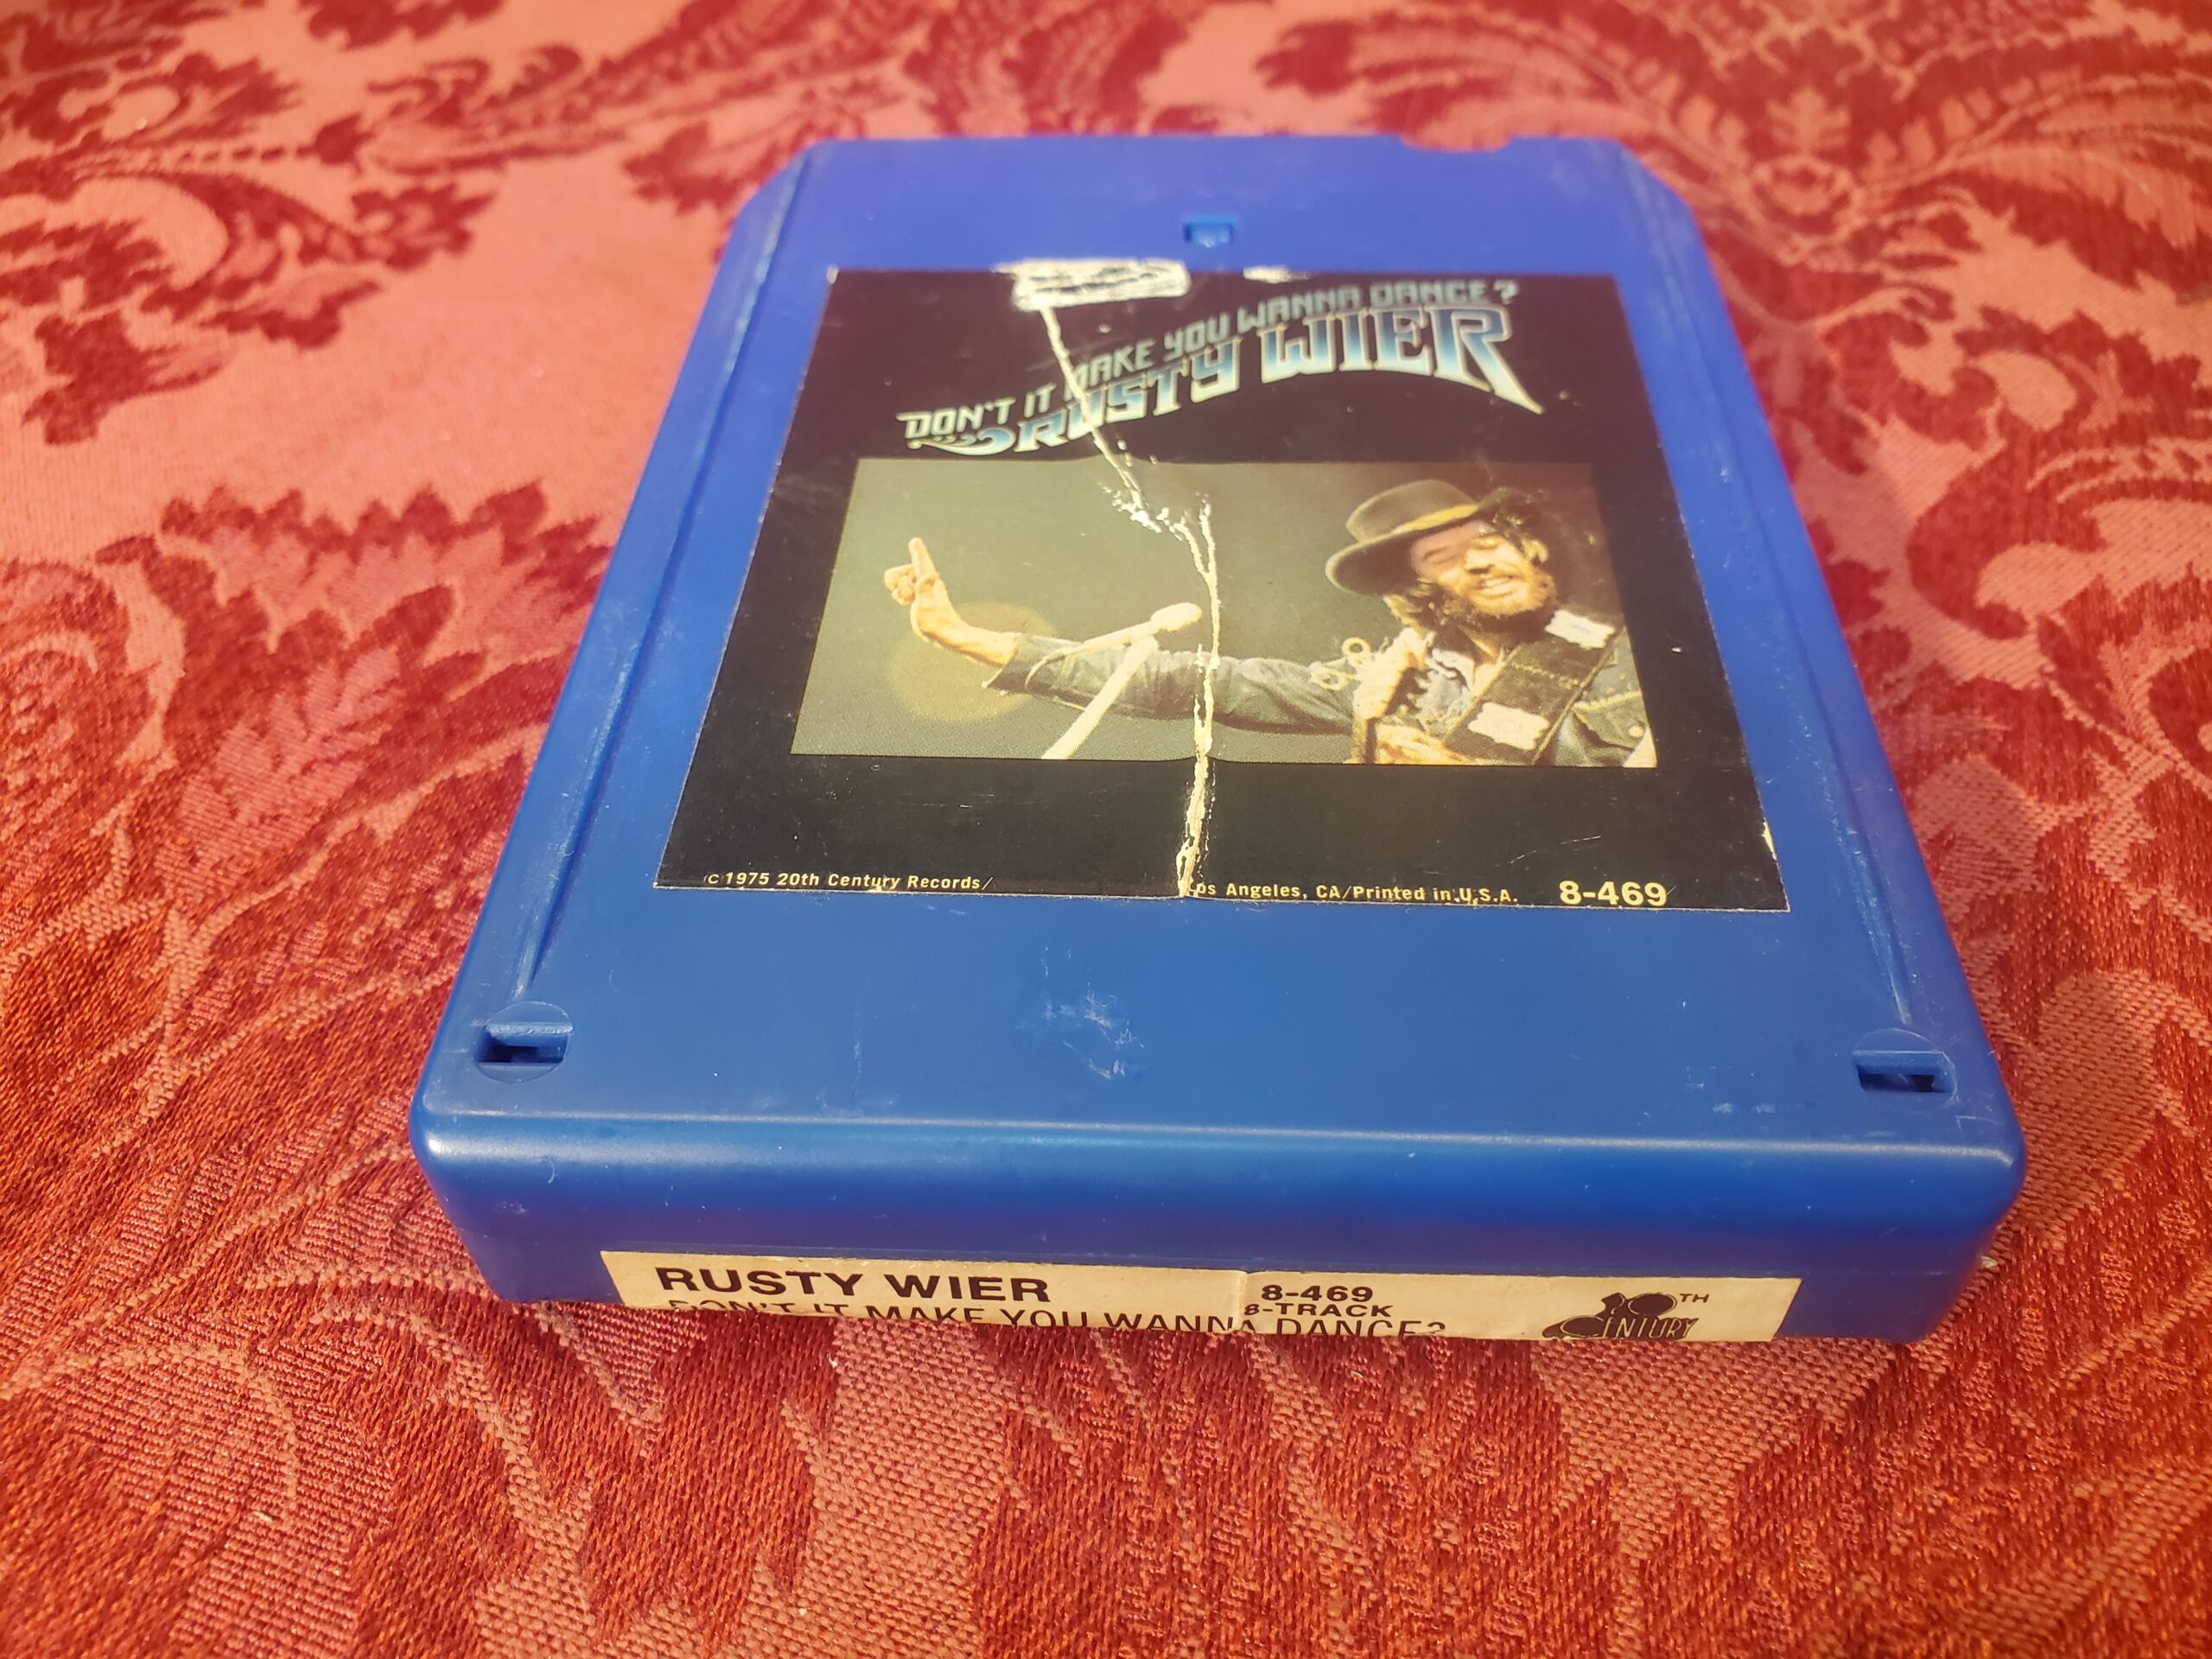 DON'T IT MAKE YOU WANNA DANCE?
RUSTY WIER
© 1975 20th Century Records/ Los Angeles, CA/Printed in U.S.A. 8-469
RUSTY WIER
8-469
8-TRACK
DON'T IT MAKE YOU WANNA DANCE?
20TH
CENTURY